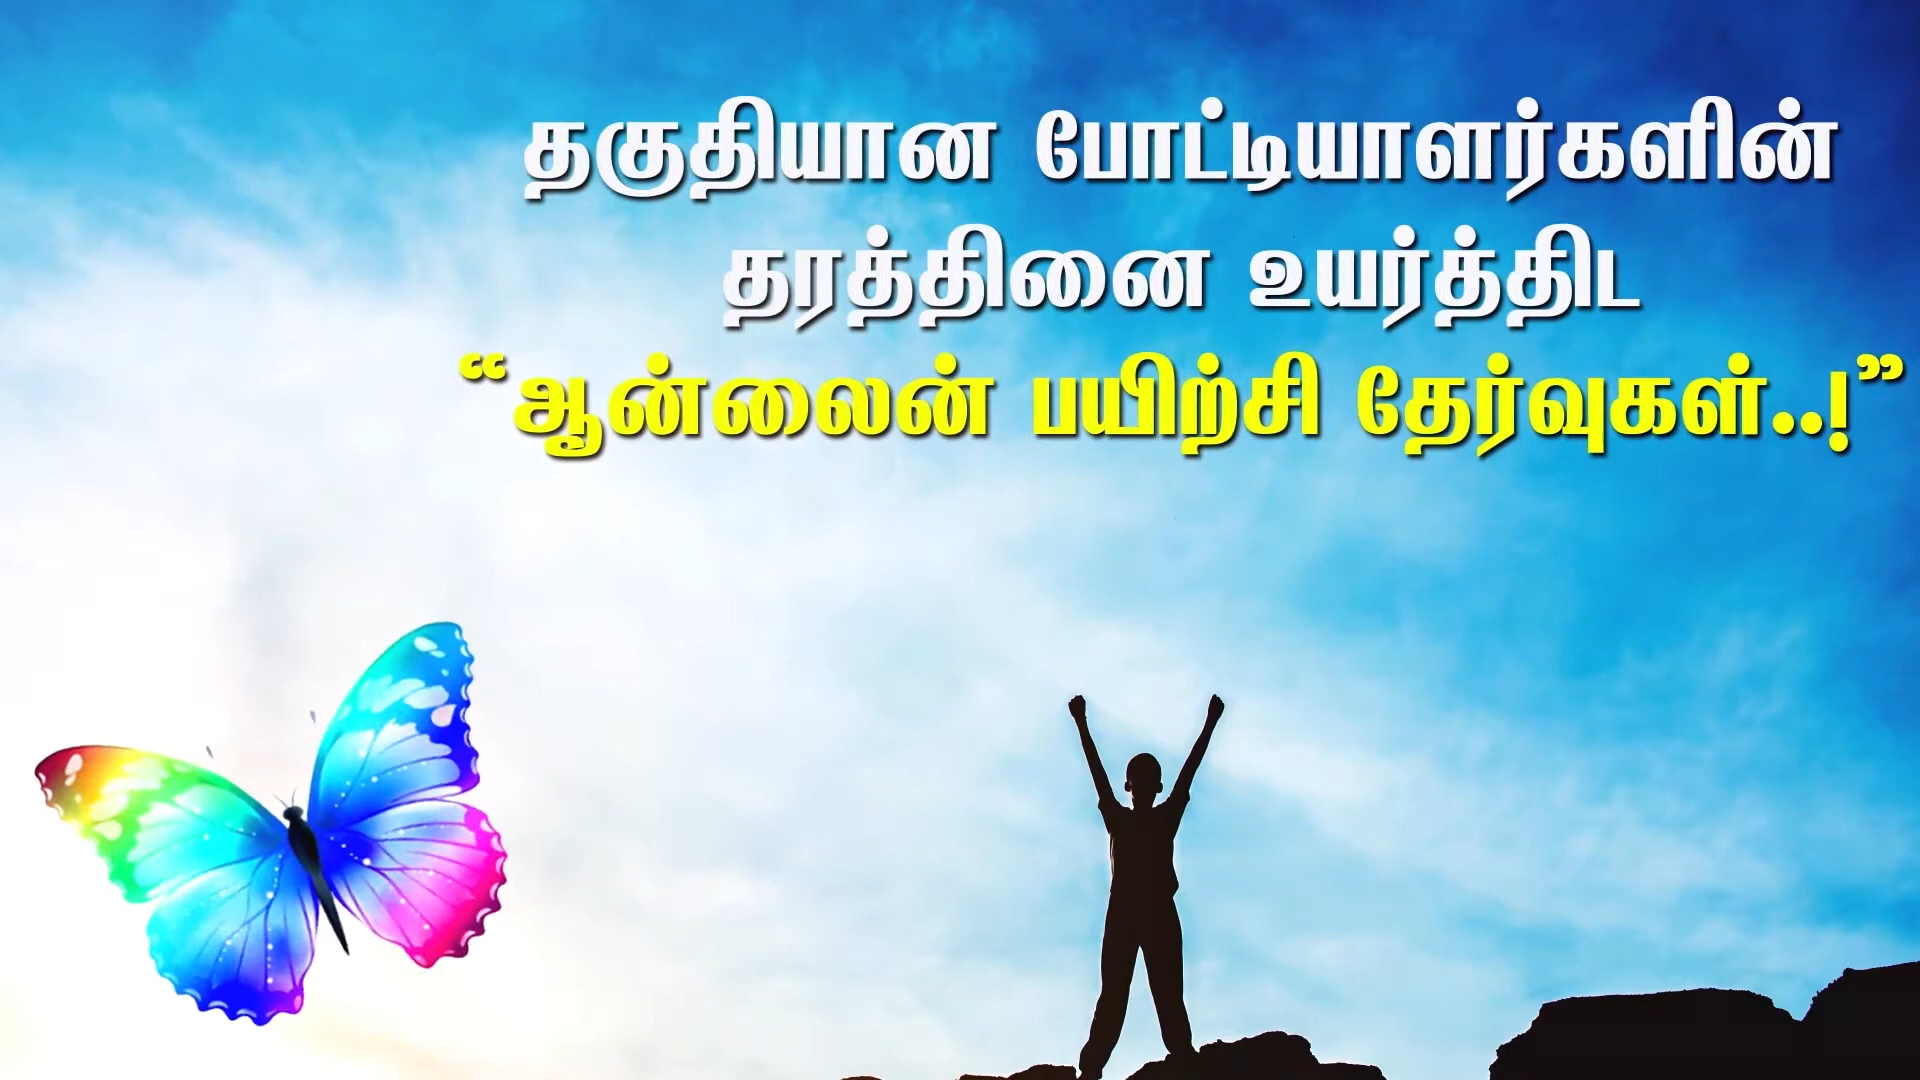 தகுதியான போட்டியாளர்களின்
தரத்தினை உயர்த்திட
“ஆன்லைன் பயிற்சி தேர்வுகள்..!”